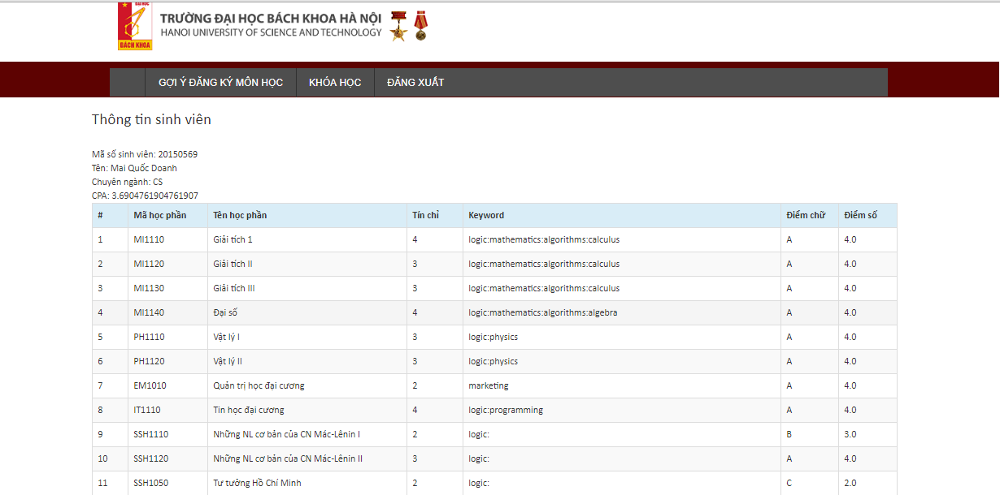 ĐẠI HỌC
BÁCH KHOA
TRƯỜNG ĐẠI HỌC BÁCH KHOA HÀ NỘI
HANOI UNIVERSITY OF SCIENCE AND TECHNOLOGY
GỢI Ý ĐĂNG KÝ MÔN HỌC KHÓA HỌC ĐĂNG XUẤT
Thông tin sinh viên
Mã số sinh viên: 20150569
Tên: Mai Quốc Doanh
Chuyên ngành: CS
CPA: 3.6904761904761907
# Mã học phần Tên học phần Tín chỉ Keyword Điểm chữ Điểm số
1 MI1110 Giải tích 1 4 logic:mathematics:algorithms:calculus A 4.0
2 MI1120 Giải tích II 3 logic:mathematics:algorithms:calculus A 4.0
3 MI1130 Giải tích III 3 logic:mathematics:algorithms:calculus A 4.0
4 MI1140 Đại số 4 logic:mathematics:algorithms:algebra A 4.0
5 PH1110 Vật lý I 3 logic:physics A 4.0
6 PH1120 Vật lý II 3 logic:physics A 4.0
7 EM1010 Quản trị học đại cương 2 marketing A 4.0
8 IT1110 Tin học đại cương 4 logic:programming A 4.0
9 SSH1110 Những NL cơ bản của CN Mác-Lênin I 2 logic: B 3.0
10 SSH1120 Những NL cơ bản của CN Mác-Lênin II 3 logic: A 4.0
11 SSH1050 Tư tưởng Hồ Chí Minh 2 logic: C 2.0